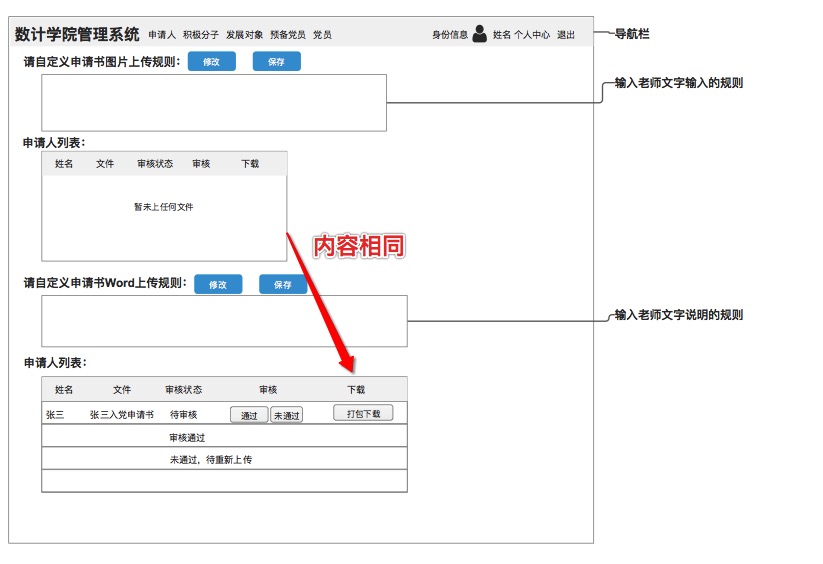 数计学院管理系统 申请人 积极分子 发展对象 预备党员 党员 身份信息 姓名 个人中心 退出
导航栏
请自定义申请书图片上传规则： 修改 保存
输入老师文字输入的规则
申请人列表：
姓名 文件 审核状态 审核 下载
暂未上任何文件
内容相同
请自定义申请书Word上传规则： 修改 保存
输入老师文字说明的规则
申请人列表：
姓名 文件 审核状态 审核 下载
张三 张三入党申请书 待审核 通过 未通过 打包下载
审核通过
未通过，待重新上传